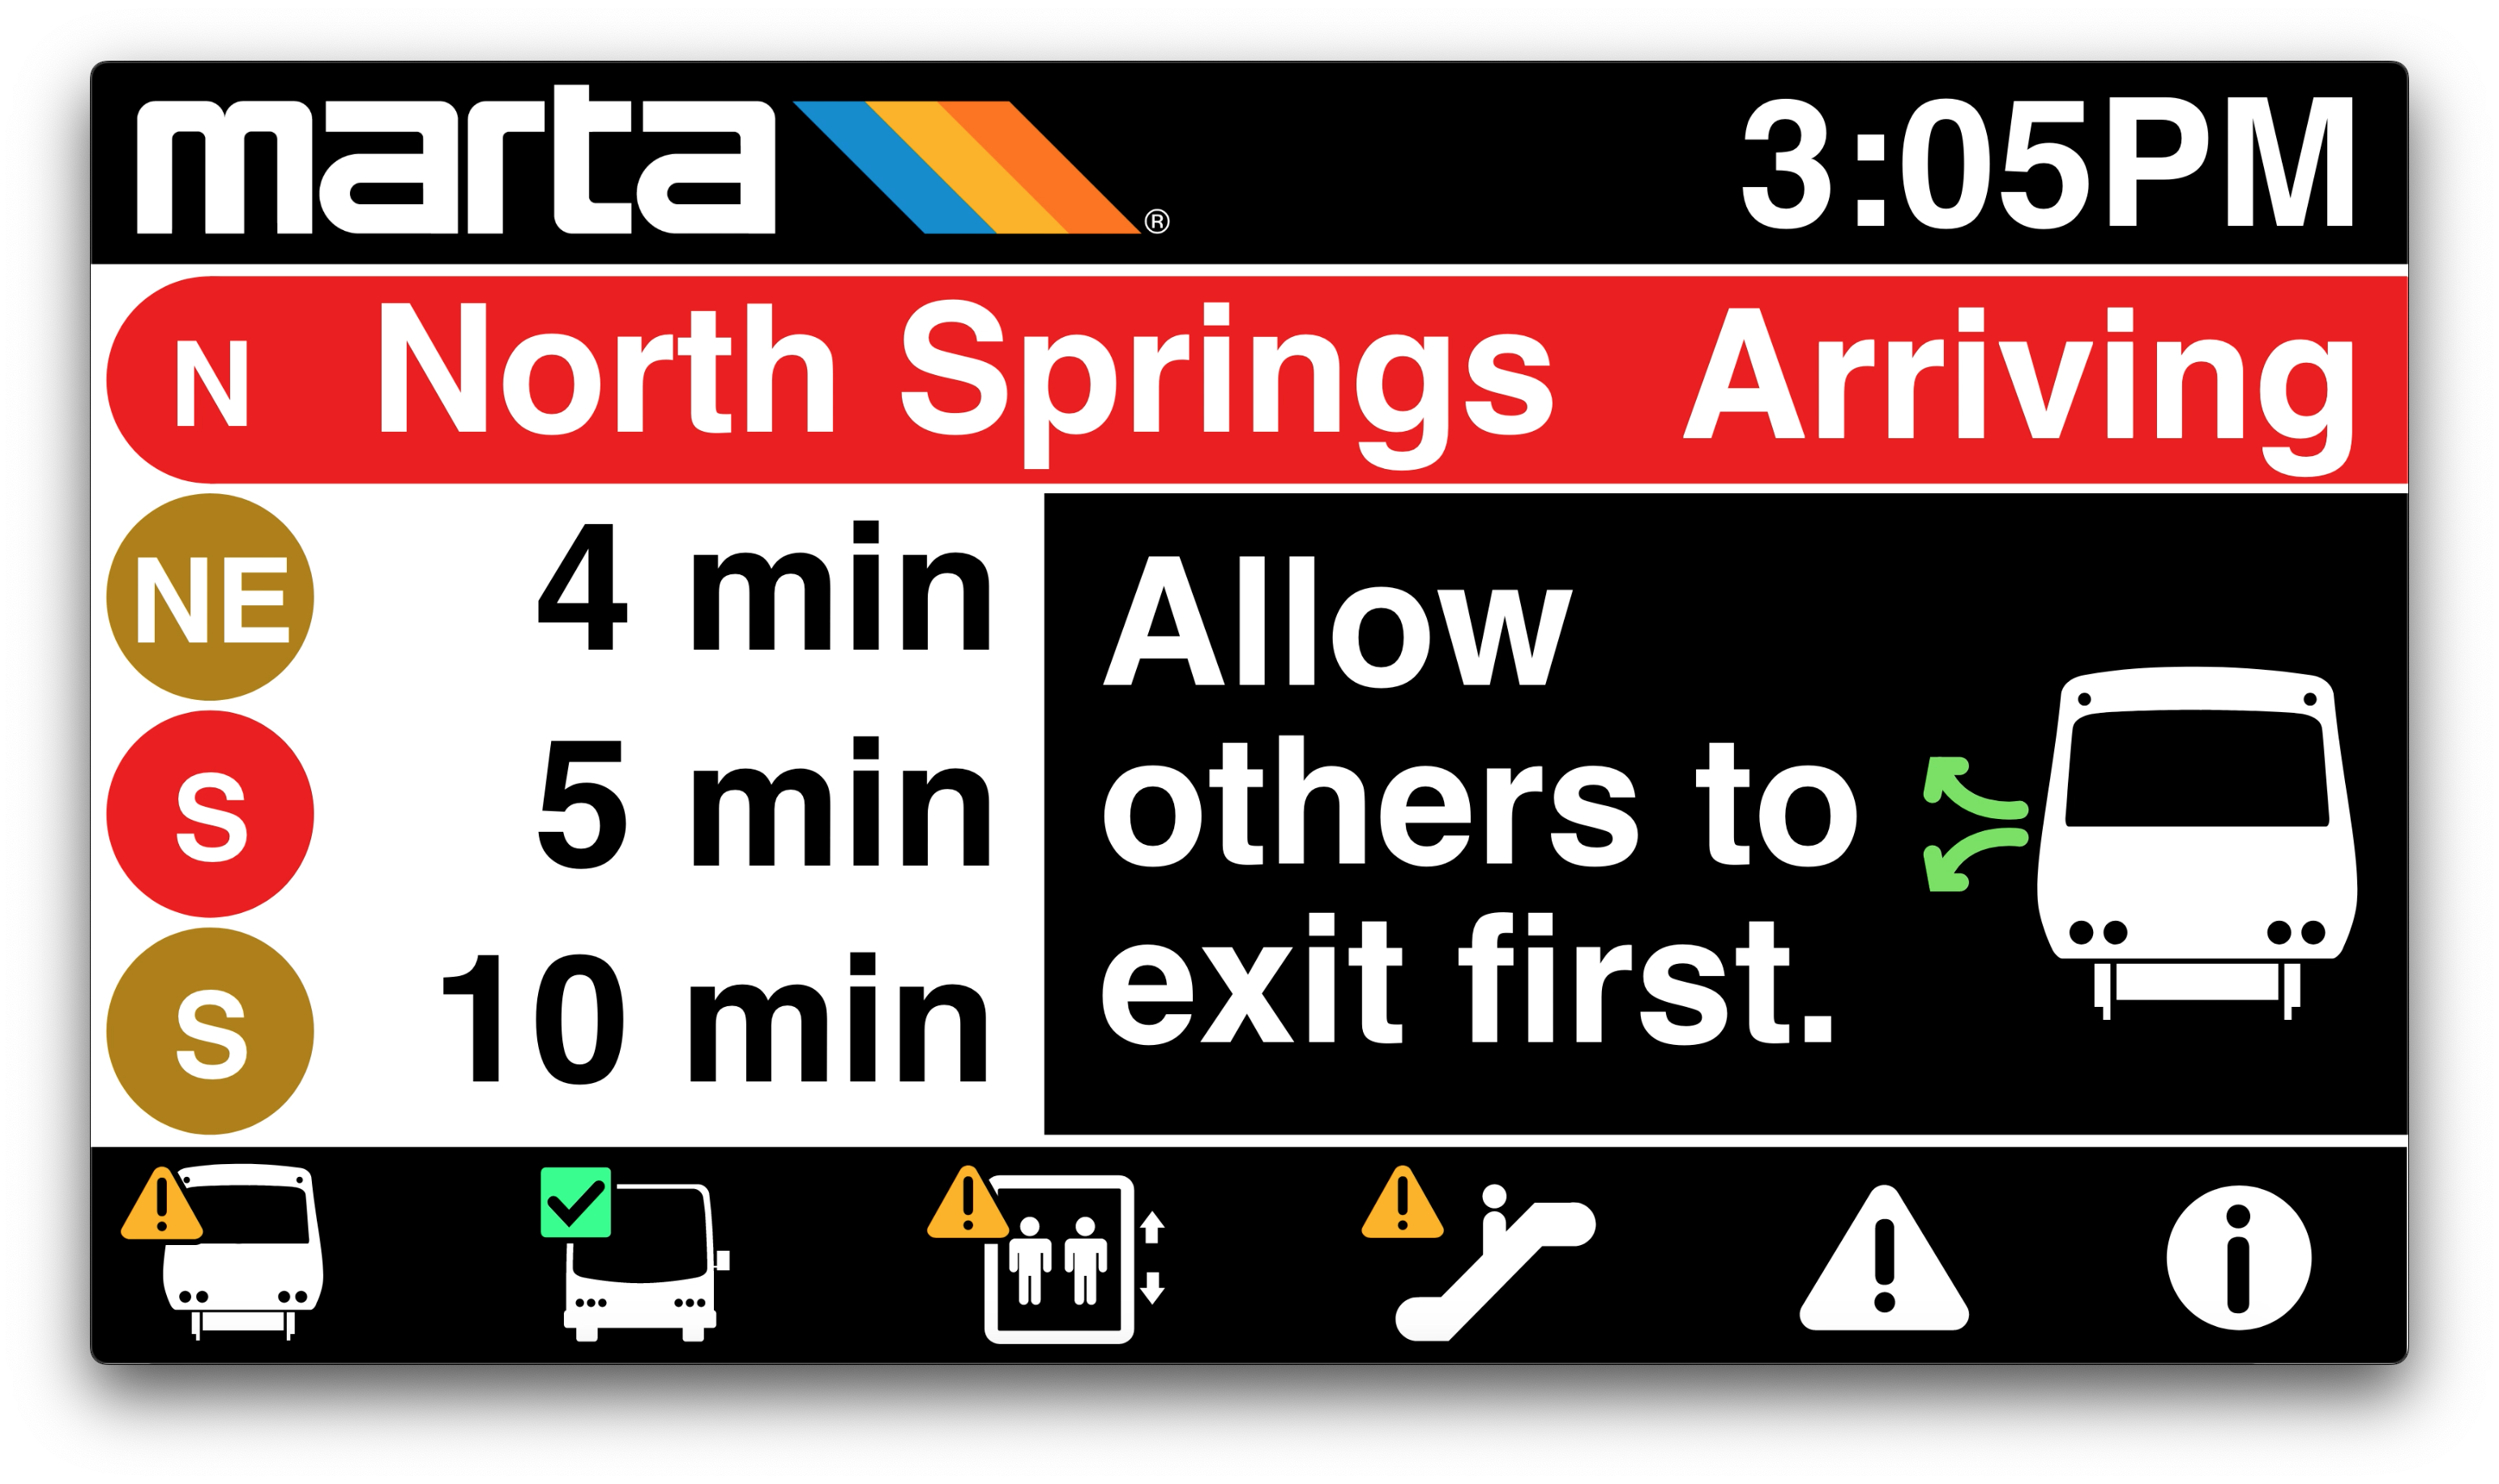 marta ® 3:05PM
N North Springs Arriving
NE 4 min
S 5 min
S 10 min
Allow
others to
exit first.